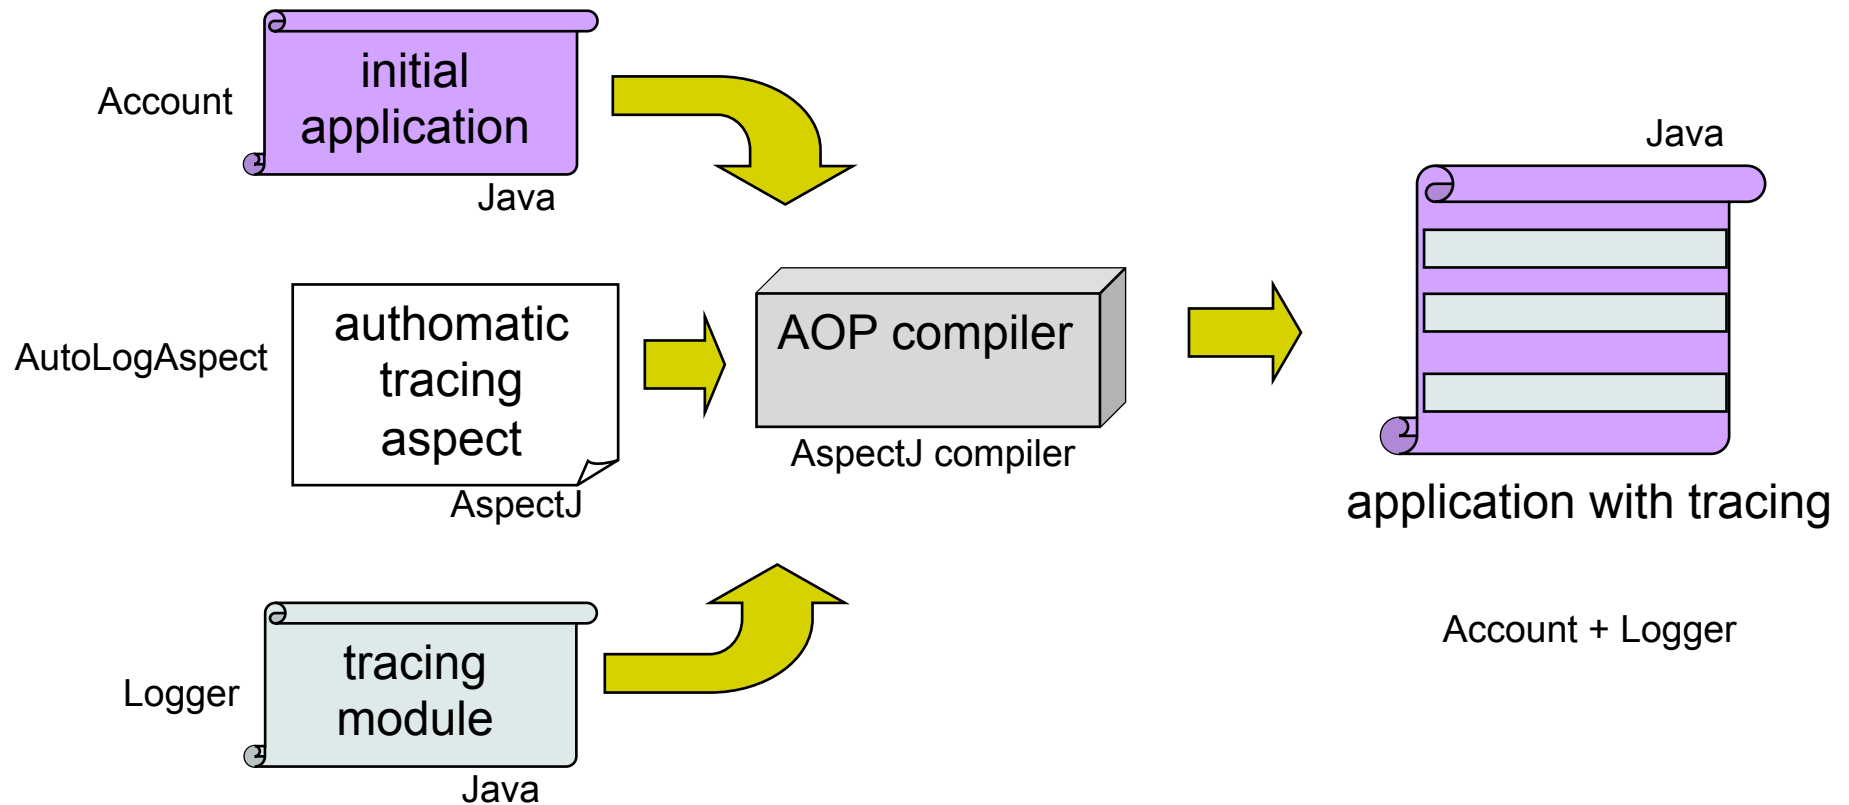 Account
initial
application
Java
AutoLogAspect
authomatic
tracing
aspect
AspectJ
Logger
tracing
module
Java
AOP compiler
AspectJ compiler
Java
application with tracing
Account + Logger